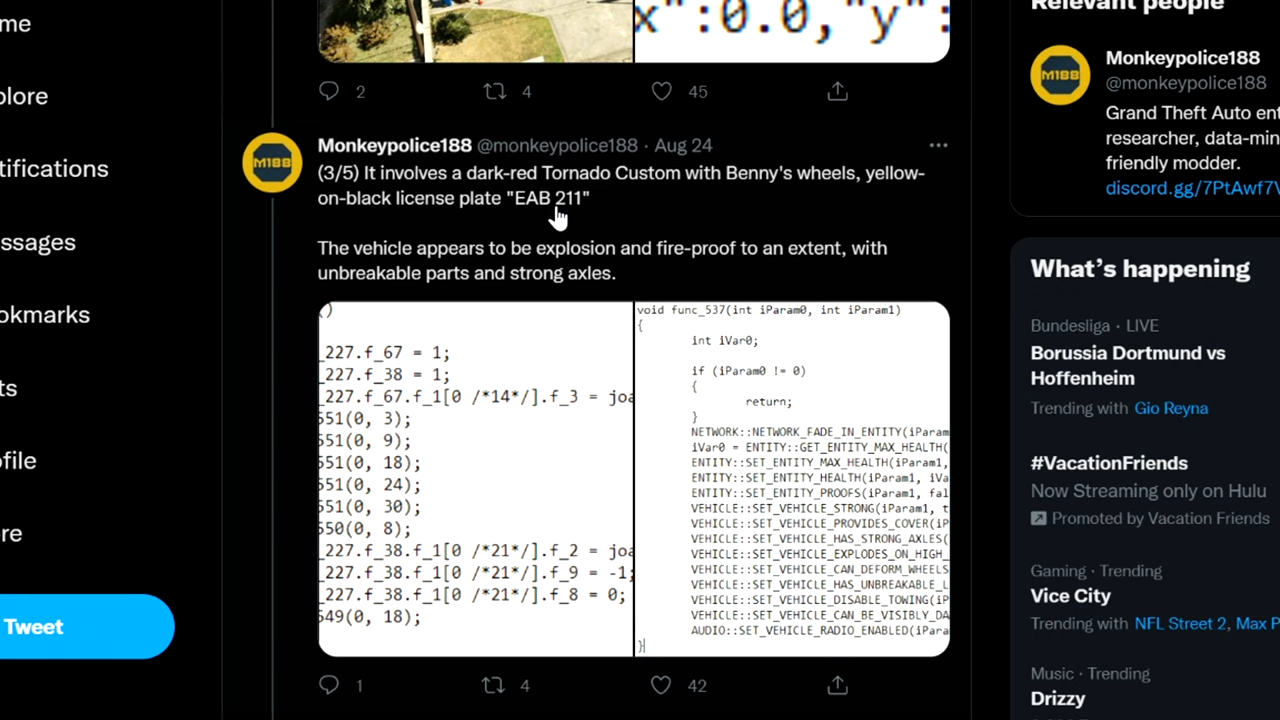 me
plore
tifications
ssages
okmarks
ts
ofile
re
Tweet
x":0.0,"y":
2
4
45
M188
Monkeypolice188 @monkeypolice188 · Aug 24
(3/5) It involves a dark-red Tornado Custom with Benny's wheels, yellow-
on-black license plate "EAB 211"
The vehicle appears to be explosion and fire-proof to an extent, with
unbreakable parts and strong axles.
()
_227.f_67 = 1;
_227.f_38 = 1;
_227.f_67.f_1[0 /*14*/].f_3 = joa
551(0, 3);
551(0, 9);
551(0, 18);
551(0, 24);
551(0, 30);
550(0, 8);
_227.f_38.f_1[0 /*21*/].f_2 = joa
_227.f_38.f_1[0 /*21*/].f_9 = -1;
_227.f_38.f_1[0 /*21*/].f_8 = 0;
549(0, 18);
void func_537(int iParam0, int iParam1)
{
int iVar0;
if (iParam0 != 0)
{
return;
}
NETWORK::NETWORK_FADE_IN_ENTITY(iParam
iVar0 = ENTITY::GET_ENTITY_MAX_HEALTH(
ENTITY::SET_ENTITY_MAX_HEALTH(iParam1,
ENTITY::SET_ENTITY_HEALTH(iParam1, iVa
ENTITY::SET_ENTITY_PROOFS(iParam1, fal
VEHICLE::SET_VEHICLE_STRONG(iParam1, t
VEHICLE::SET_VEHICLE_PROVIDES_COVER(iP
VEHICLE::SET_VEHICLE_HAS_STRONG_AXLES(
VEHICLE::SET_VEHICLE_EXPLODES_ON_HIGH_
VEHICLE::SET_VEHICLE_CAN_DEFORM_WHEELS
VEHICLE::SET_VEHICLE_HAS_UNBREAKABLE_L
VEHICLE::SET_VEHICLE_DISABLE_TOWING(iP
VEHICLE::SET_VEHICLE_CAN_BE_VISIBLY_DA
AUDIO::SET_VEHICLE_RADIO_ENABLED(iPara
}
1
4
42
Relevant people
M188
Monkeypolice188
@monkeypolice188
Grand Theft Auto ent
researcher, data-min
friendly modder.
discord.gg/7PtAwf7V
What's happening
Bundesliga · LIVE
Borussia Dortmund vs
Hoffenheim
Trending with Gio Reyna
#VacationFriends
Now Streaming only on Hulu
Promoted by Vacation Friends
Gaming · Trending
Vice City
Trending with NFL Street 2, Max P
Music · Trending
Drizzy